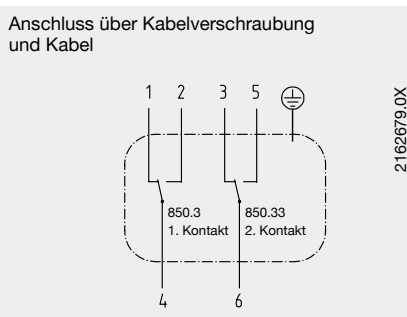 Anschluss über Kabelverschraubung
und Kabel
1 2 3 5
2162679.0X
850.3 850.33
1. Kontakt 2. Kontakt
4 6